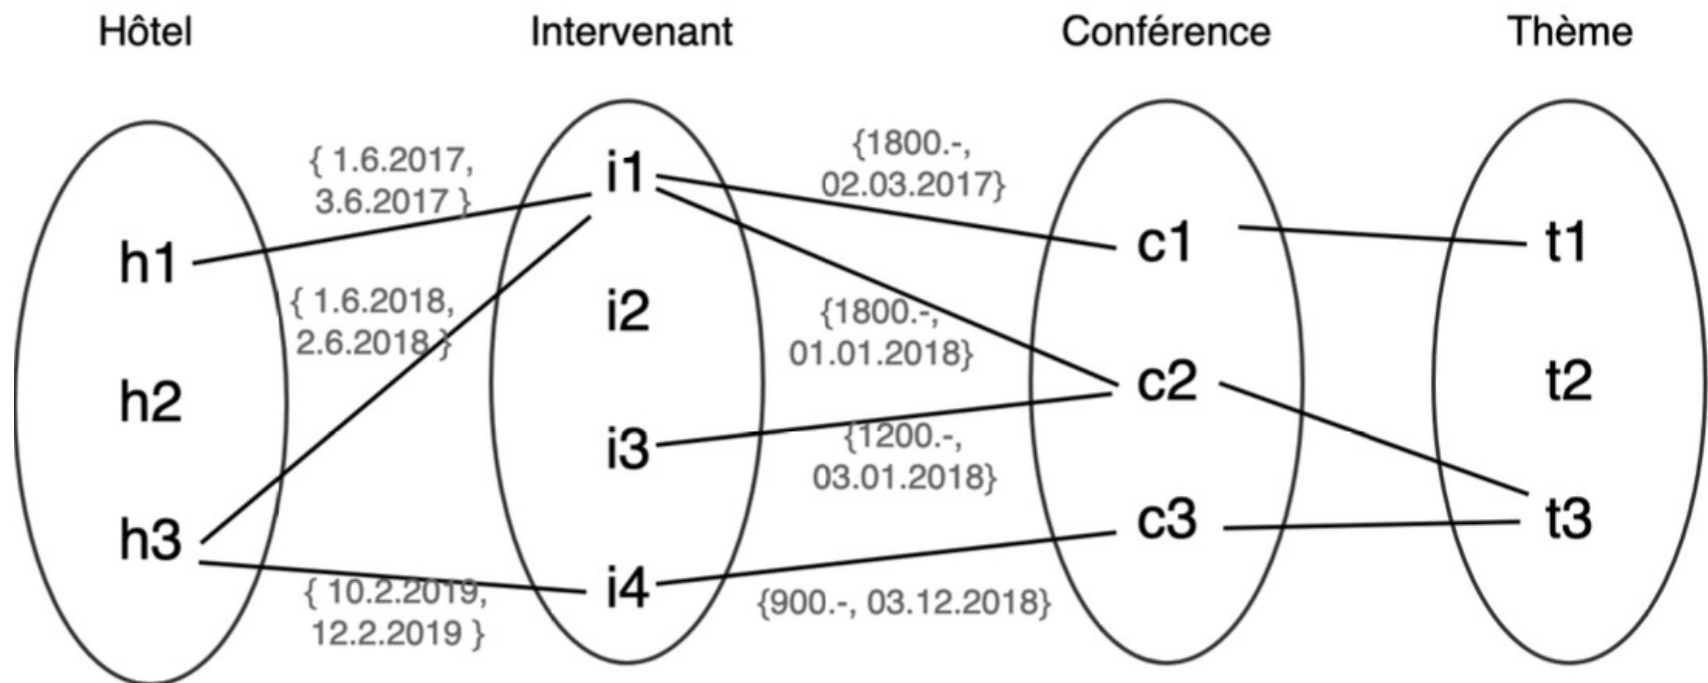 Hôtel
Intervenant
Conférence
Thème
h1
h2
h3
{ 1.6.2017,
3.6.2017 }
{ 1.6.2018,
2.6.2018 }
{ 10.2.2019,
12.2.2019 }
i1
i2
i3
i4
{1800.-,
02.03.2017}
{1800.-,
01.01.2018}
{1200.-,
03.01.2018}
{900.-, 03.12.2018}
c1
c2
c3
t1
t2
t3